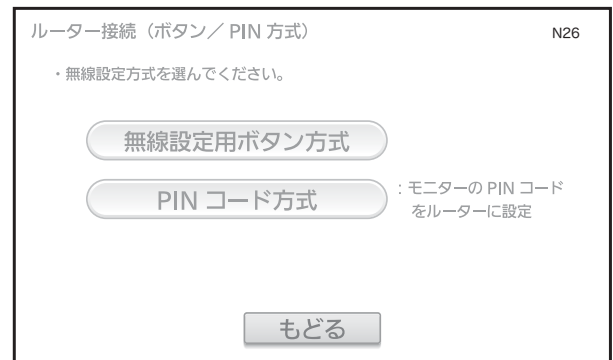 ルーター接続（ボタン／ PIN 方式）
N26
・無線設定方式を選んでください。
無線設定用ボタン方式
PIN コード方式
：モニターの PIN コード
をルーターに設定
もどる